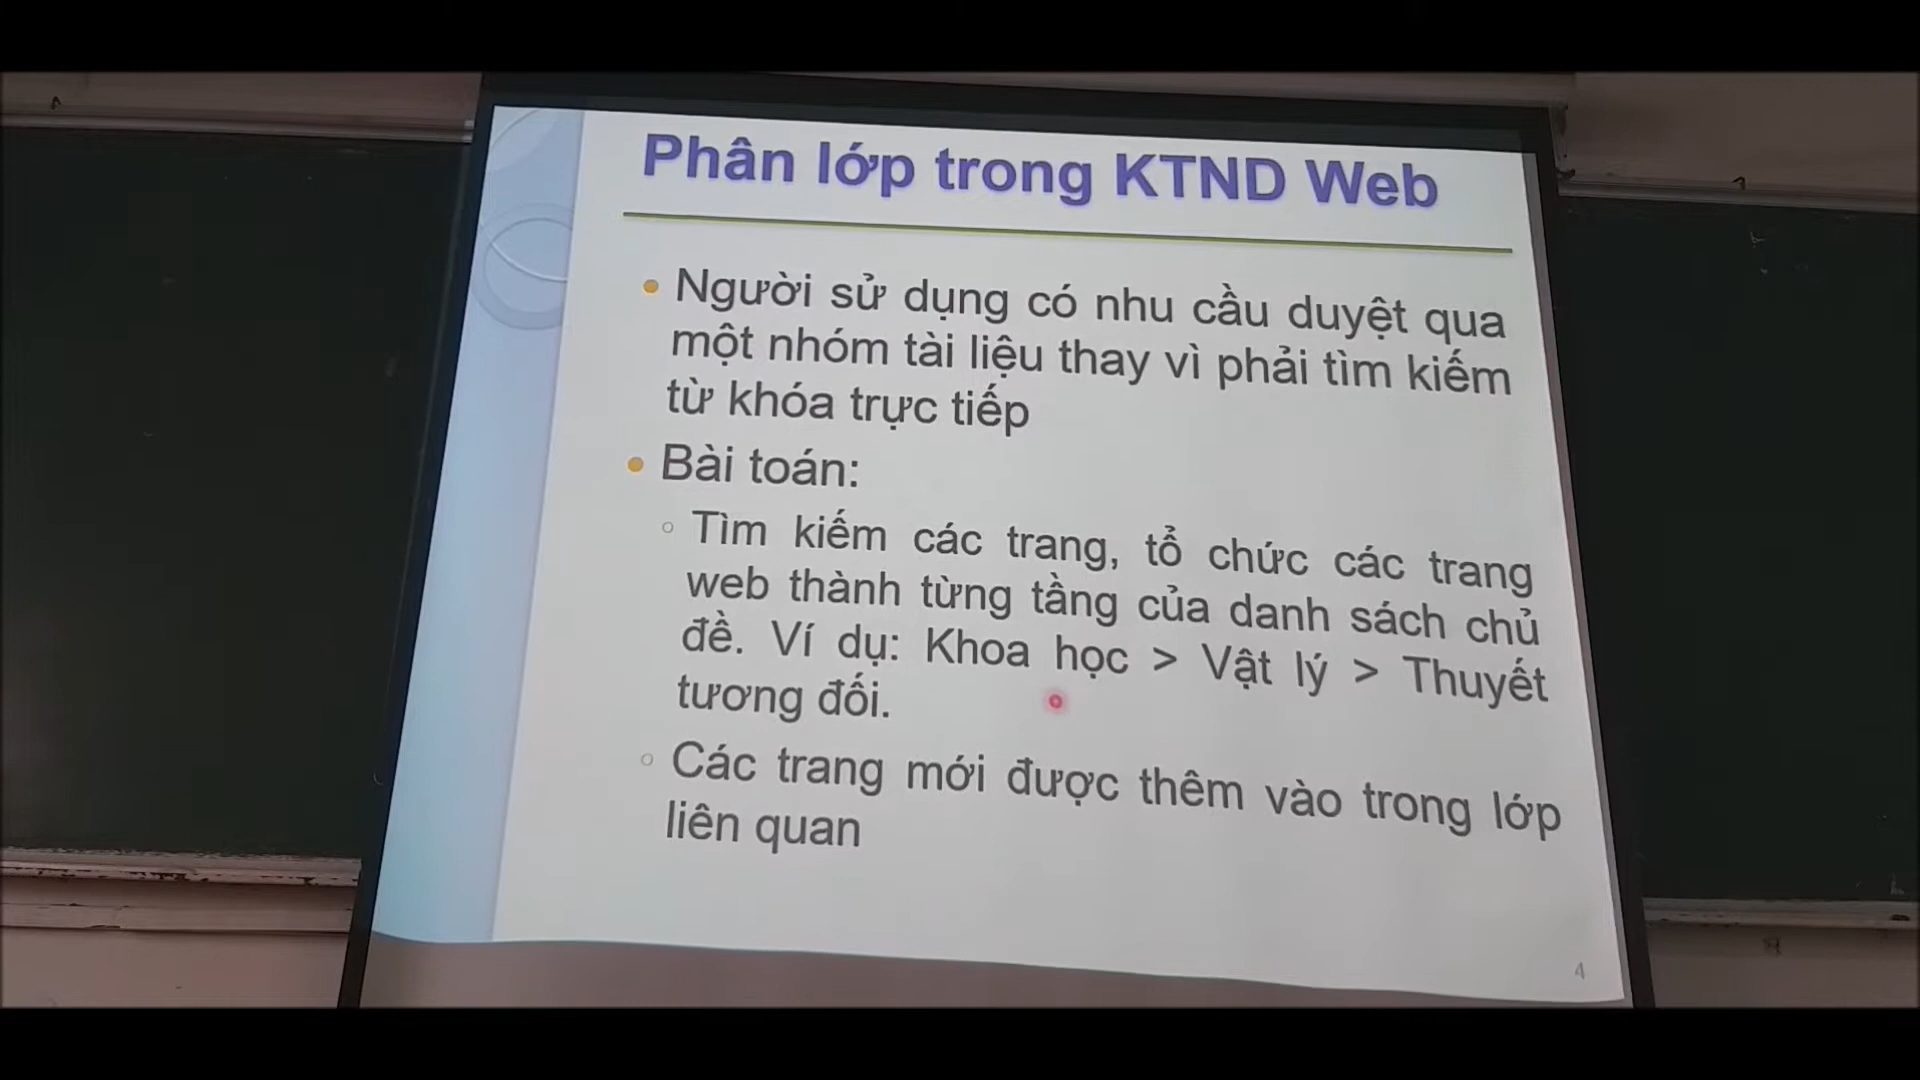 Phân lớp trong KTND Web
• Người sử dụng có nhu cầu duyệt qua
một nhóm tài liệu thay vì phải tìm kiếm
từ khóa trực tiếp
• Bài toán:
◦ Tìm kiếm các trang, tổ chức các trang
web thành từng tầng của danh sách chủ
đề. Ví dụ: Khoa học > Vật lý > Thuyết
tương đối.
◦ Các trang mới được thêm vào trong lớp
liên quan
4